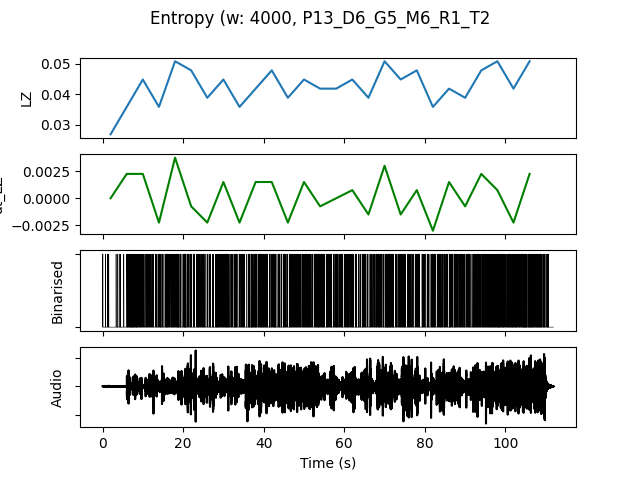 Entropy (w: 4000, P13_D6_G5_M6_R1_T2
0.05
0.04
0.03
LZ
0.0025
0.0000
−0.0025
Binarised
Audio
0 20 40 60 80 100
Time (s)